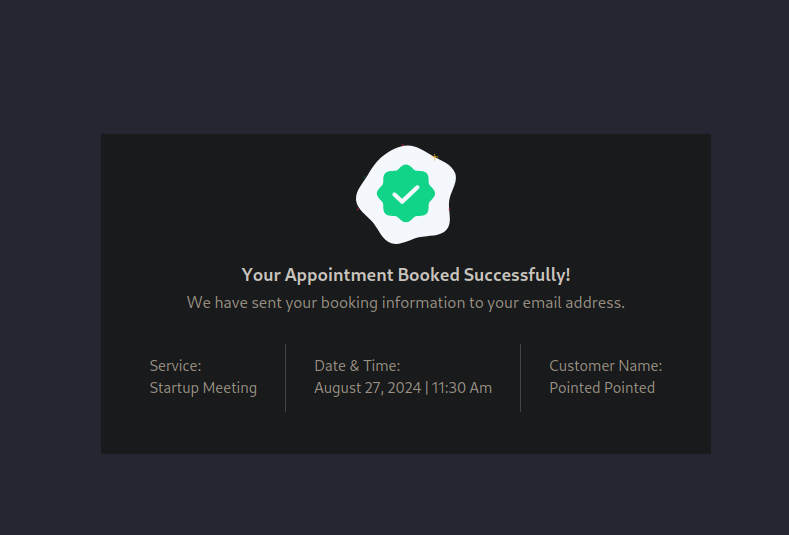 Your Appointment Booked Successfully!
We have sent your booking information to your email address.
Service:
Startup Meeting
Date & Time:
August 27, 2024 | 11:30 Am
Customer Name:
Pointed Pointed